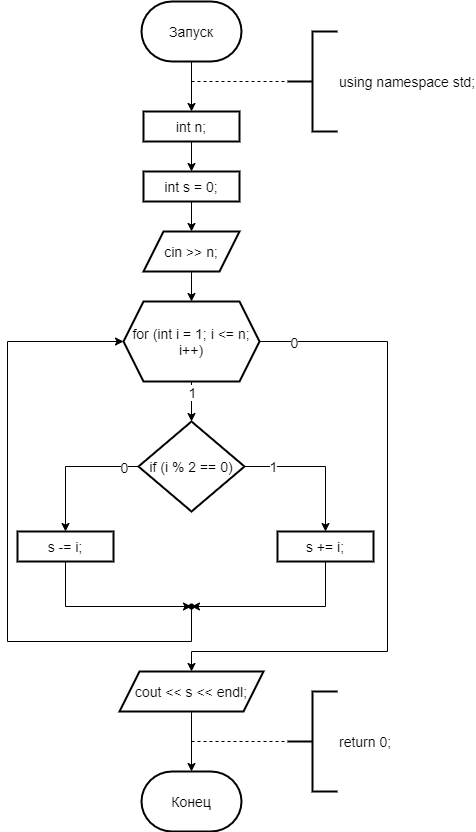 Запуск
using namespace std;
int n;
int s = 0;
cin >> n;
for (int i = 1; i <= n;
i++)
0
1
if (i % 2 == 0)
0
1
s -= i;
s += i;
cout << s << endl;
return 0;
Конец